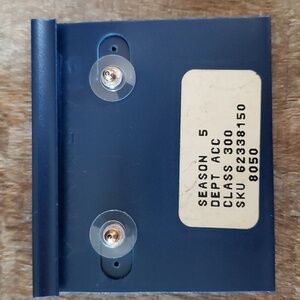 SEASON 5
DEPT ACC
CLASS 300
SKU 62338150
8050